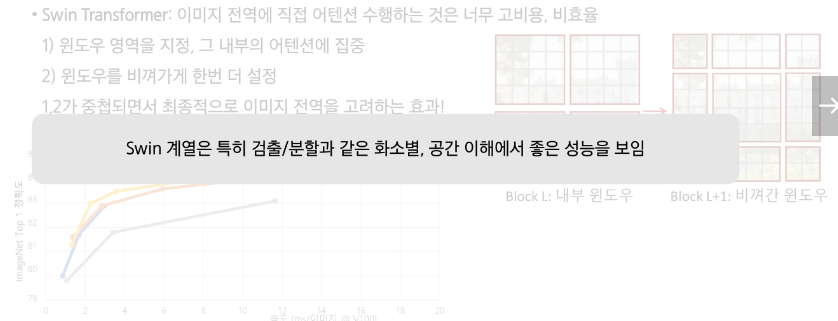 • Swin Transformer: 이미지 전역에 직접 어텐션 수행하는 것은 너무 고비용, 비효율
1) 윈도우 영역을 지정, 그 내부의 어텐션에 집중
2) 윈도우를 비껴가게 한번 더 설정
1,2가 중첩되면서 최종적으로 이미지 전역을 고려하는 효과!
Swin 계열은 특히 검출/분할과 같은 화소별, 공간 이해에서 좋은 성능을 보임
Block L: 내부 윈도우
Block L+1: 비껴간 윈도우
ImageNet Top 1 정확도
83
82
81
80
79
0 2 4 6 8 10 12 14 16 18 20
속도 (ms/이미지 @ V100)